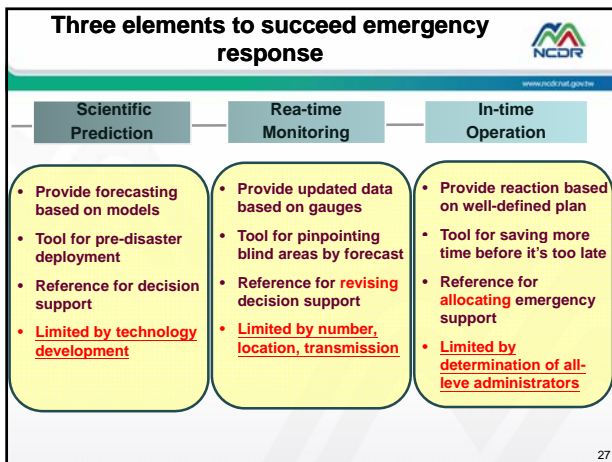 Three elements to succeed emergency
response
NCDR
www.ncdr.nat.gov.tw
Scientific
Prediction
Rea-time
Monitoring
In-time
Operation
• Provide forecasting
based on models
• Tool for pre-disaster
deployment
• Reference for decision
support
• Limited by technology
development
• Provide updated data
based on gauges
• Tool for pinpointing
blind areas by forecast
• Reference for revising
decision support
• Limited by number,
location, transmission
• Provide reaction based
on well-defined plan
• Tool for saving more
time before it's too late
• Reference for
allocating emergency
support
• Limited by
determination of all-
leve administrators
27